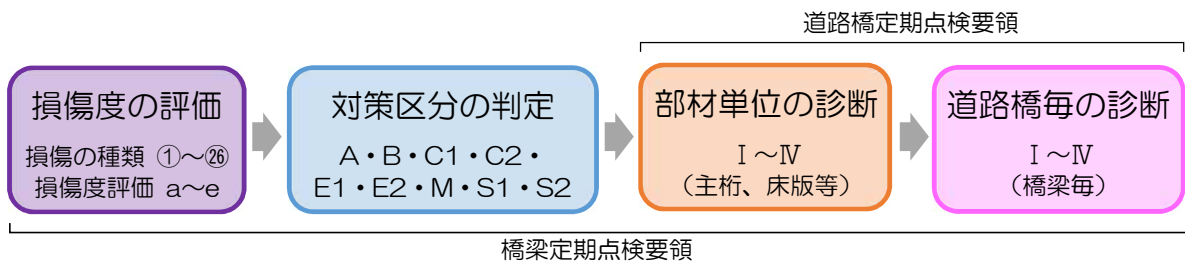 道路橋定期点検要領
損傷度の評価
損傷の種類 ①～㉖
損傷度評価 a～e
対策区分の判定
A・B・C1・C2・
E1・E2・M・S1・S2
部材単位の診断
Ⅰ～Ⅳ
（主桁、床版等）
道路橋毎の診断
Ⅰ～Ⅳ
（橋梁毎）
橋梁定期点検要領